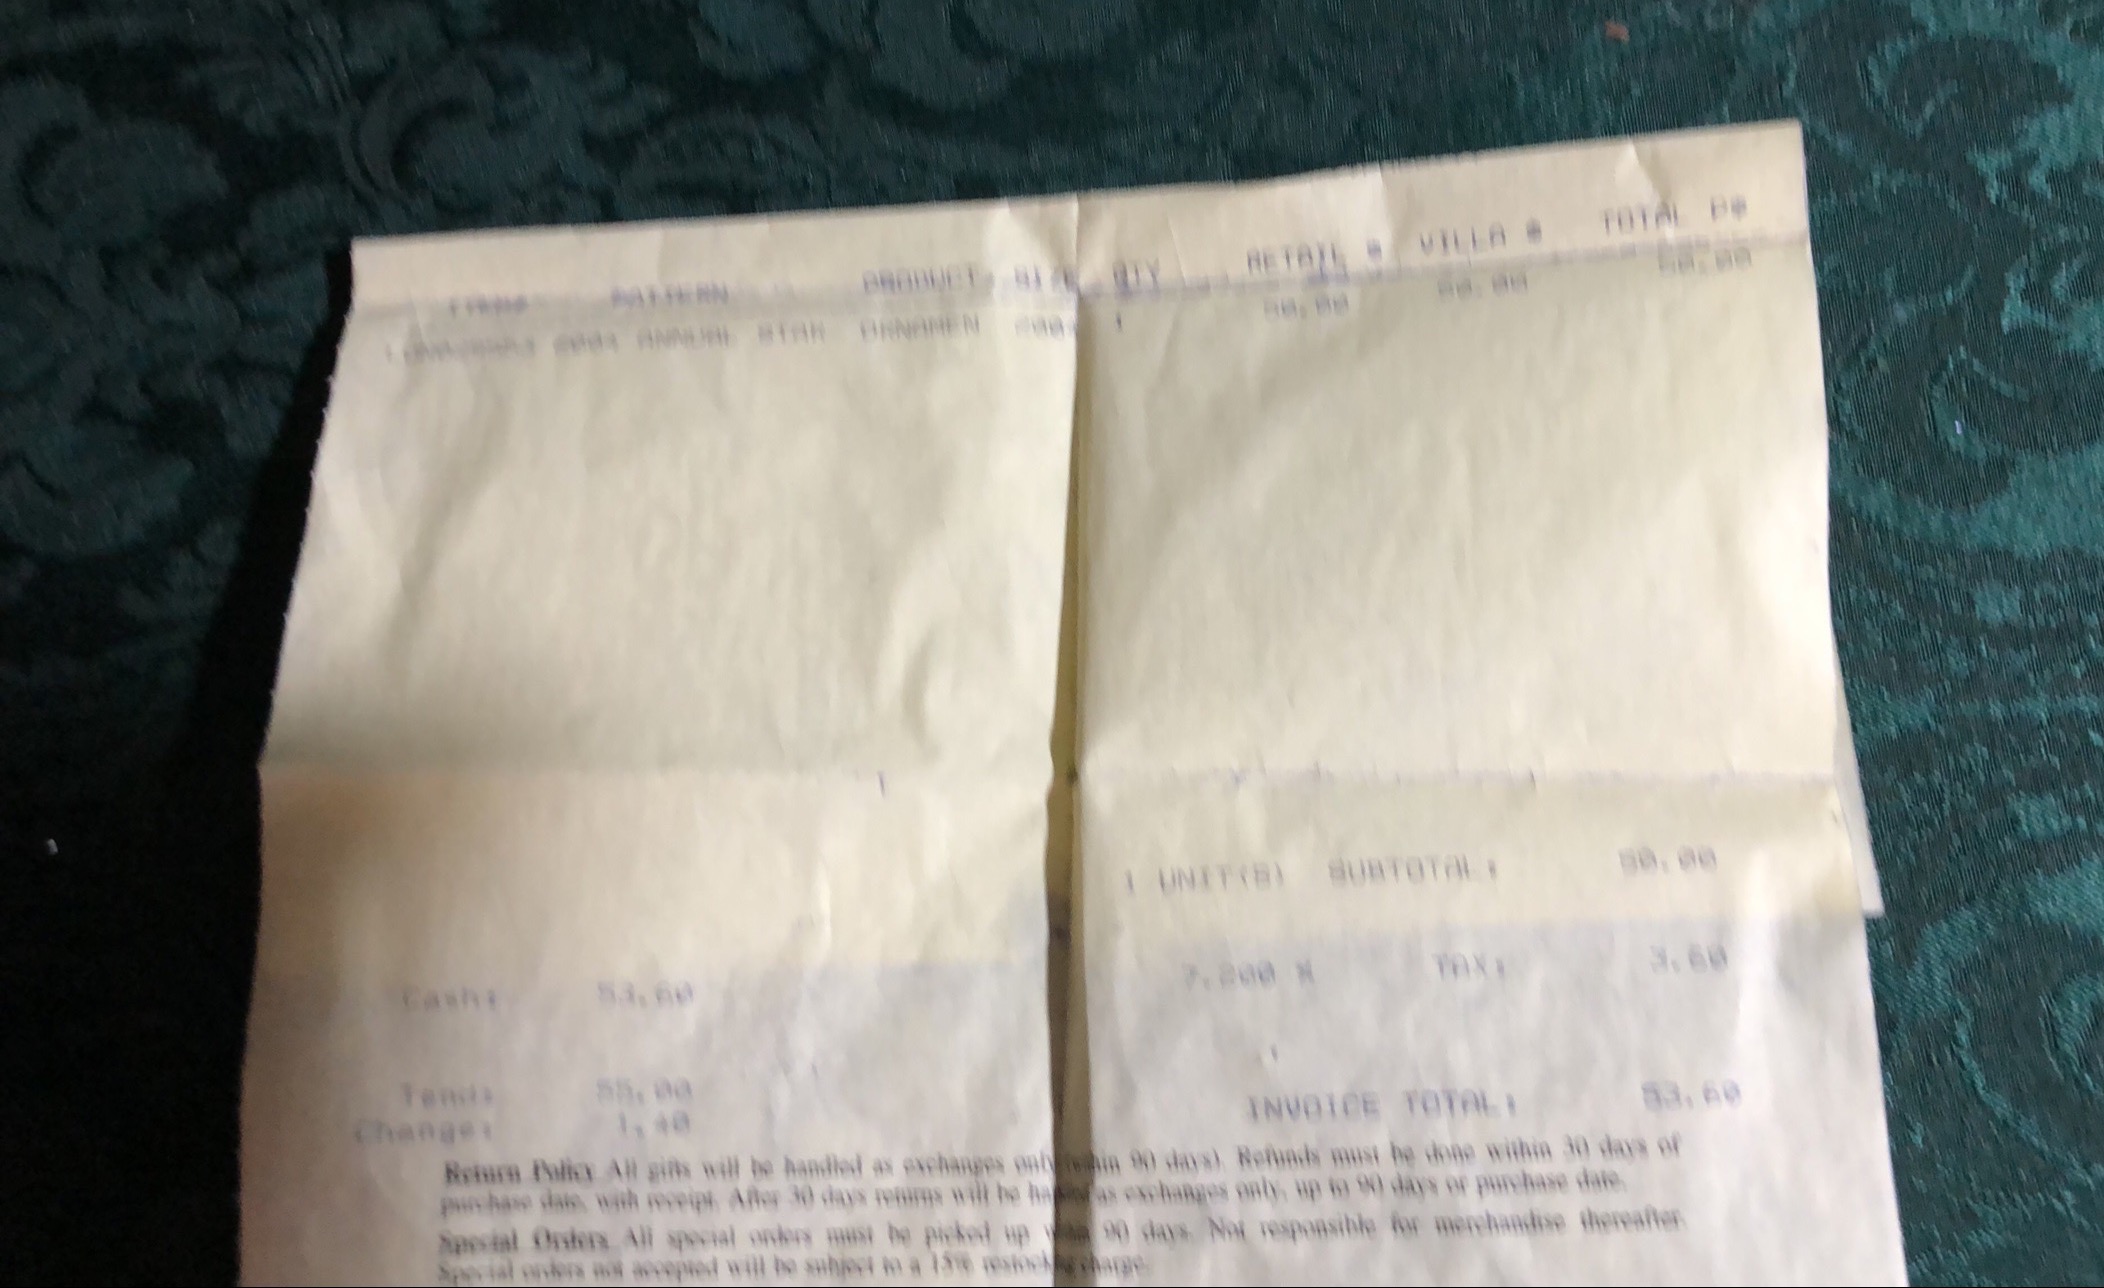 ITEM# PATTERN PRODUCT SIZE QTY RETAIL @ VILLA @ TOTAL P@
2004 ANNUAL STAR ORNAMEN 2004 1 50.00 50.00 50.00
1 UNIT(S) SUBTOTAL: 50.00
7.200 % TAX: 3.60
Cash: 53.60
INVOICE TOTAL: 53.60
Tend: 55.00
Change: 1.40
Return Policy All gifts will be handled as exchanges only 90 days). Refunds must be done within 30 days of
purchase date, with receipt. After 30 days returns will be as exchanges only, up to 90 days or purchase date.
Special Orders All special orders must be picked up 90 days. Not responsible for merchandise thereafter.
Special orders not accepted will be subject to a 15% charge.